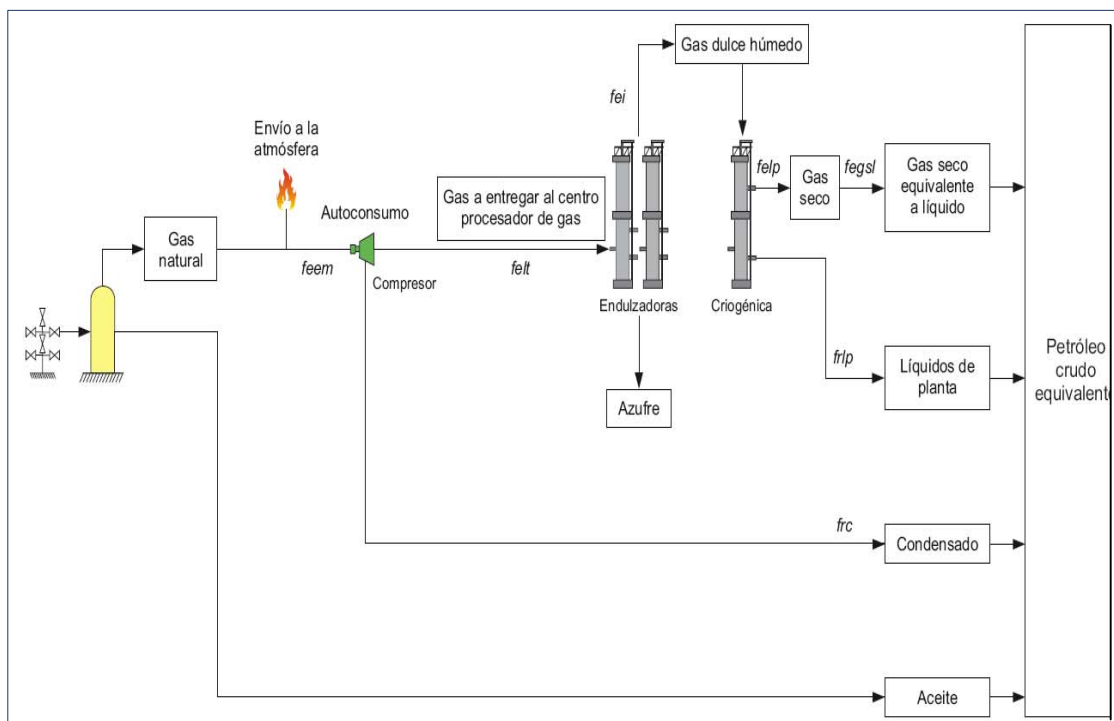 Gas dulce húmedo
fei
Envío a la
atmósfera
felp
Gas
seco
fegsl
Gas seco
equivalente
a líquido
Gas a entregar al centro
procesador de gas
Autoconsumo
Gas
natural
feem
felt
Compresor
Endulzadoras
Criogénica
frlp
Líquidos de
planta
Petróleo
crudo
equivalente
Azufre
frc
Condensado
Aceite